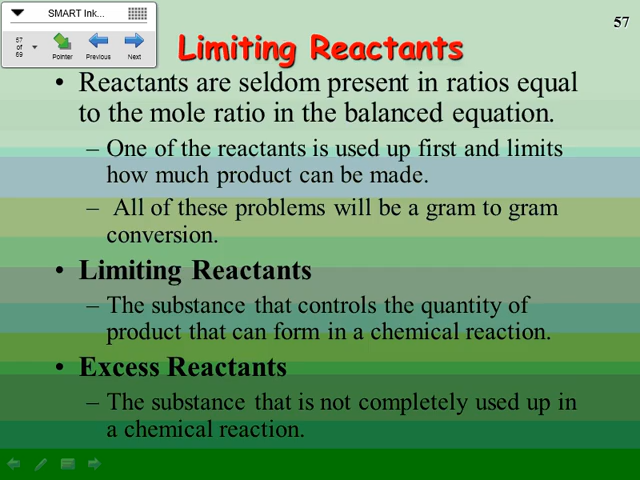 SMART Ink...
57
of
69
Pointer
Previous
Next
57
Limiting Reactants
• Reactants are seldom present in ratios equal
to the mole ratio in the balanced equation.
– One of the reactants is used up first and limits
how much product can be made.
– All of these problems will be a gram to gram
conversion.
• Limiting Reactants
– The substance that controls the quantity of
product that can form in a chemical reaction.
• Excess Reactants
– The substance that is not completely used up in
a chemical reaction.